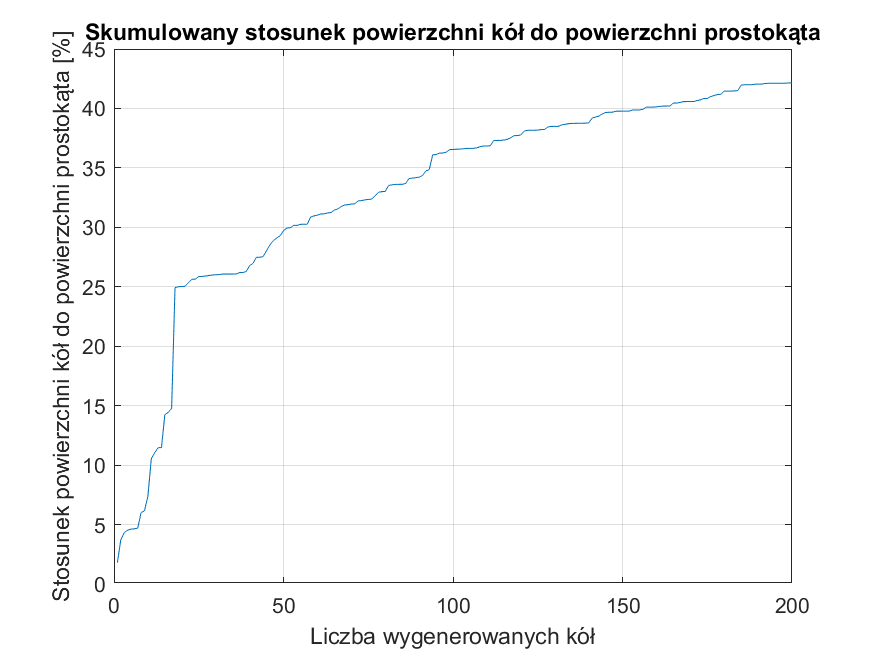 Skumulowany stosunek powierzchni kół do powierzchni prostokąta
Stosunek powierzchni kół do powierzchni prostokąta [%]
45
40
35
30
25
20
15
10
5
0
0 50 100 150 200
Liczba wygenerowanych kół